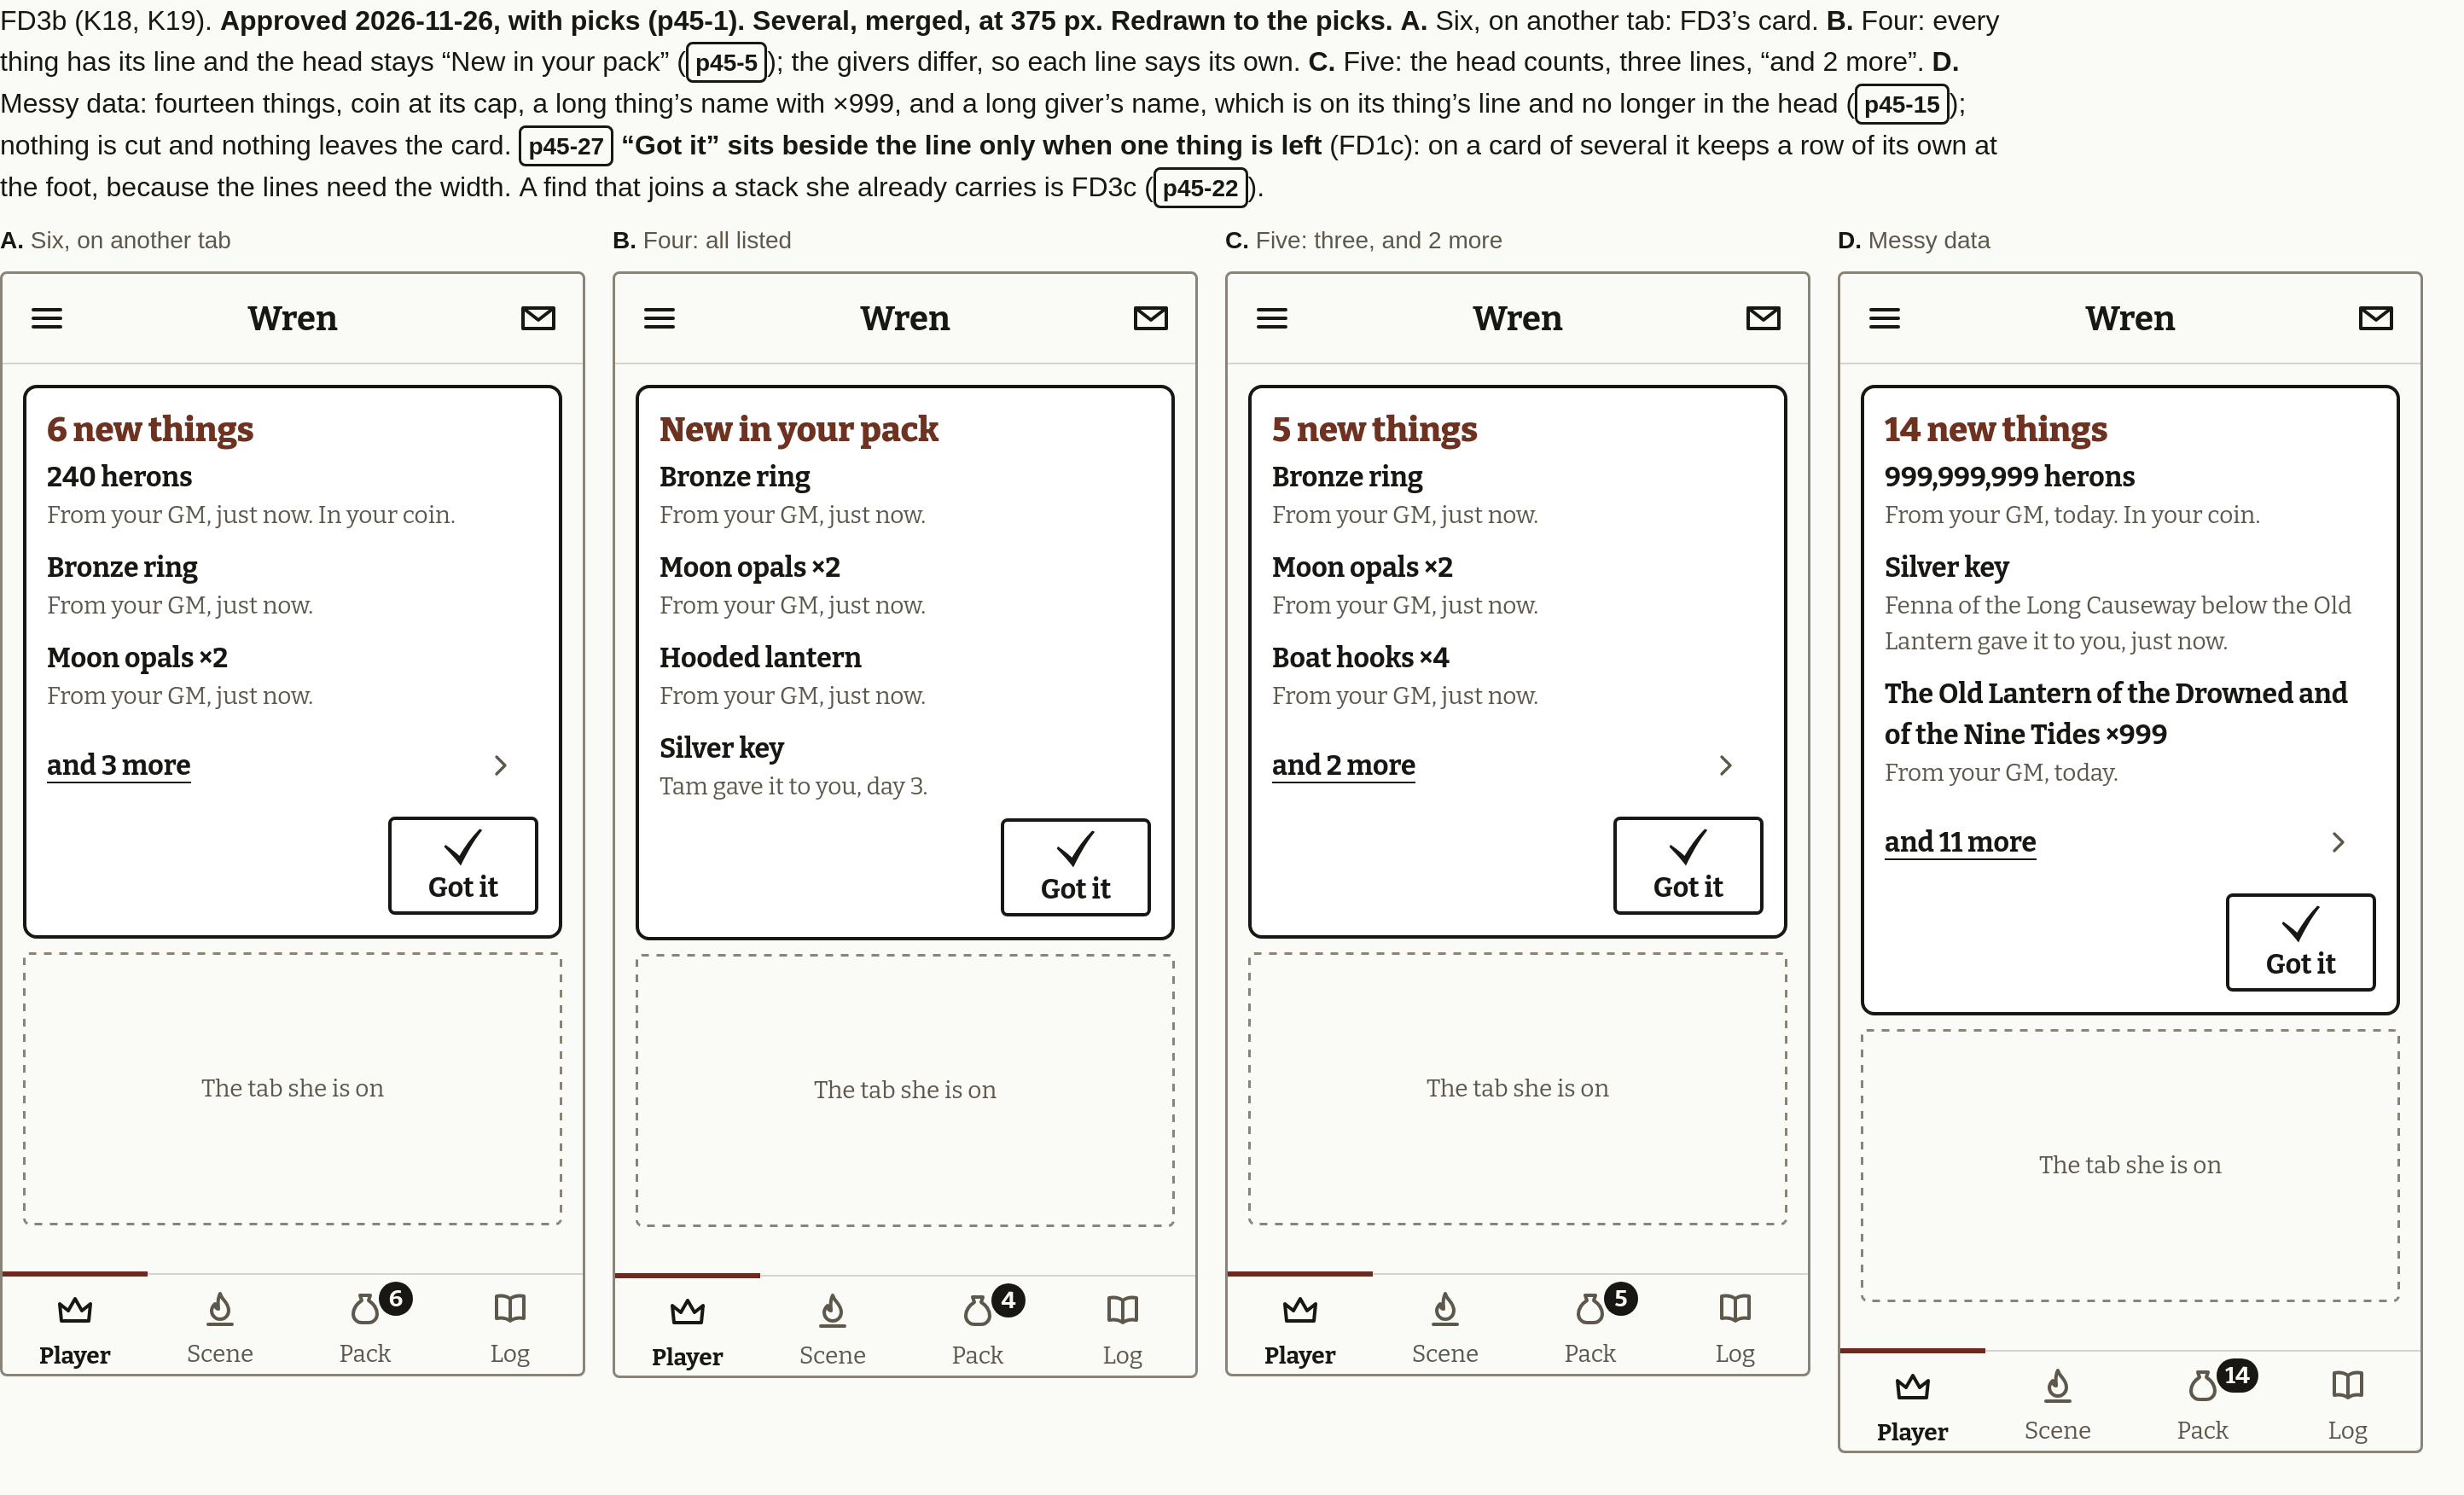 FD3b (K18, K19). Approved 2026-11-26, with picks (p45-1). Several, merged, at 375 px. Redrawn to the picks. A. Six, on another tab: FD3’s card. B. Four: every
thing has its line and the head stays “New in your pack” (p45-5); the givers differ, so each line says its own. C. Five: the head counts, three lines, “and 2 more”. D.
Messy data: fourteen things, coin at its cap, a long thing’s name with ×999, and a long giver’s name, which is on its thing’s line and no longer in the head (p45-15);
nothing is cut and nothing leaves the card. p45-27 “Got it” sits beside the line only when one thing is left (FD1c): on a card of several it keeps a row of its own at
the foot, because the lines need the width. A find that joins a stack she already carries is FD3c (p45-22).
A. Six, on another tab
Wren
6 new things
240 herons
From your GM, just now. In your coin.
Bronze ring
From your GM, just now.
Moon opals ×2
From your GM, just now.
and 3 more
Got it
The tab she is on
6
Player
Scene
Pack
Log
B. Four: all listed
Wren
New in your pack
Bronze ring
From your GM, just now.
Moon opals ×2
From your GM, just now.
Hooded lantern
From your GM, just now.
Silver key
Tam gave it to you, day 3.
Got it
The tab she is on
4
Player
Scene
Pack
Log
C. Five: three, and 2 more
Wren
5 new things
Bronze ring
From your GM, just now.
Moon opals ×2
From your GM, just now.
Boat hooks ×4
From your GM, just now.
and 2 more
Got it
The tab she is on
5
Player
Scene
Pack
Log
D. Messy data
Wren
14 new things
999,999,999 herons
From your GM, today. In your coin.
Silver key
Fenna of the Long Causeway below the Old
Lantern gave it to you, just now.
The Old Lantern of the Drowned and
of the Nine Tides ×999
From your GM, today.
and 11 more
Got it
The tab she is on
14
Player
Scene
Pack
Log